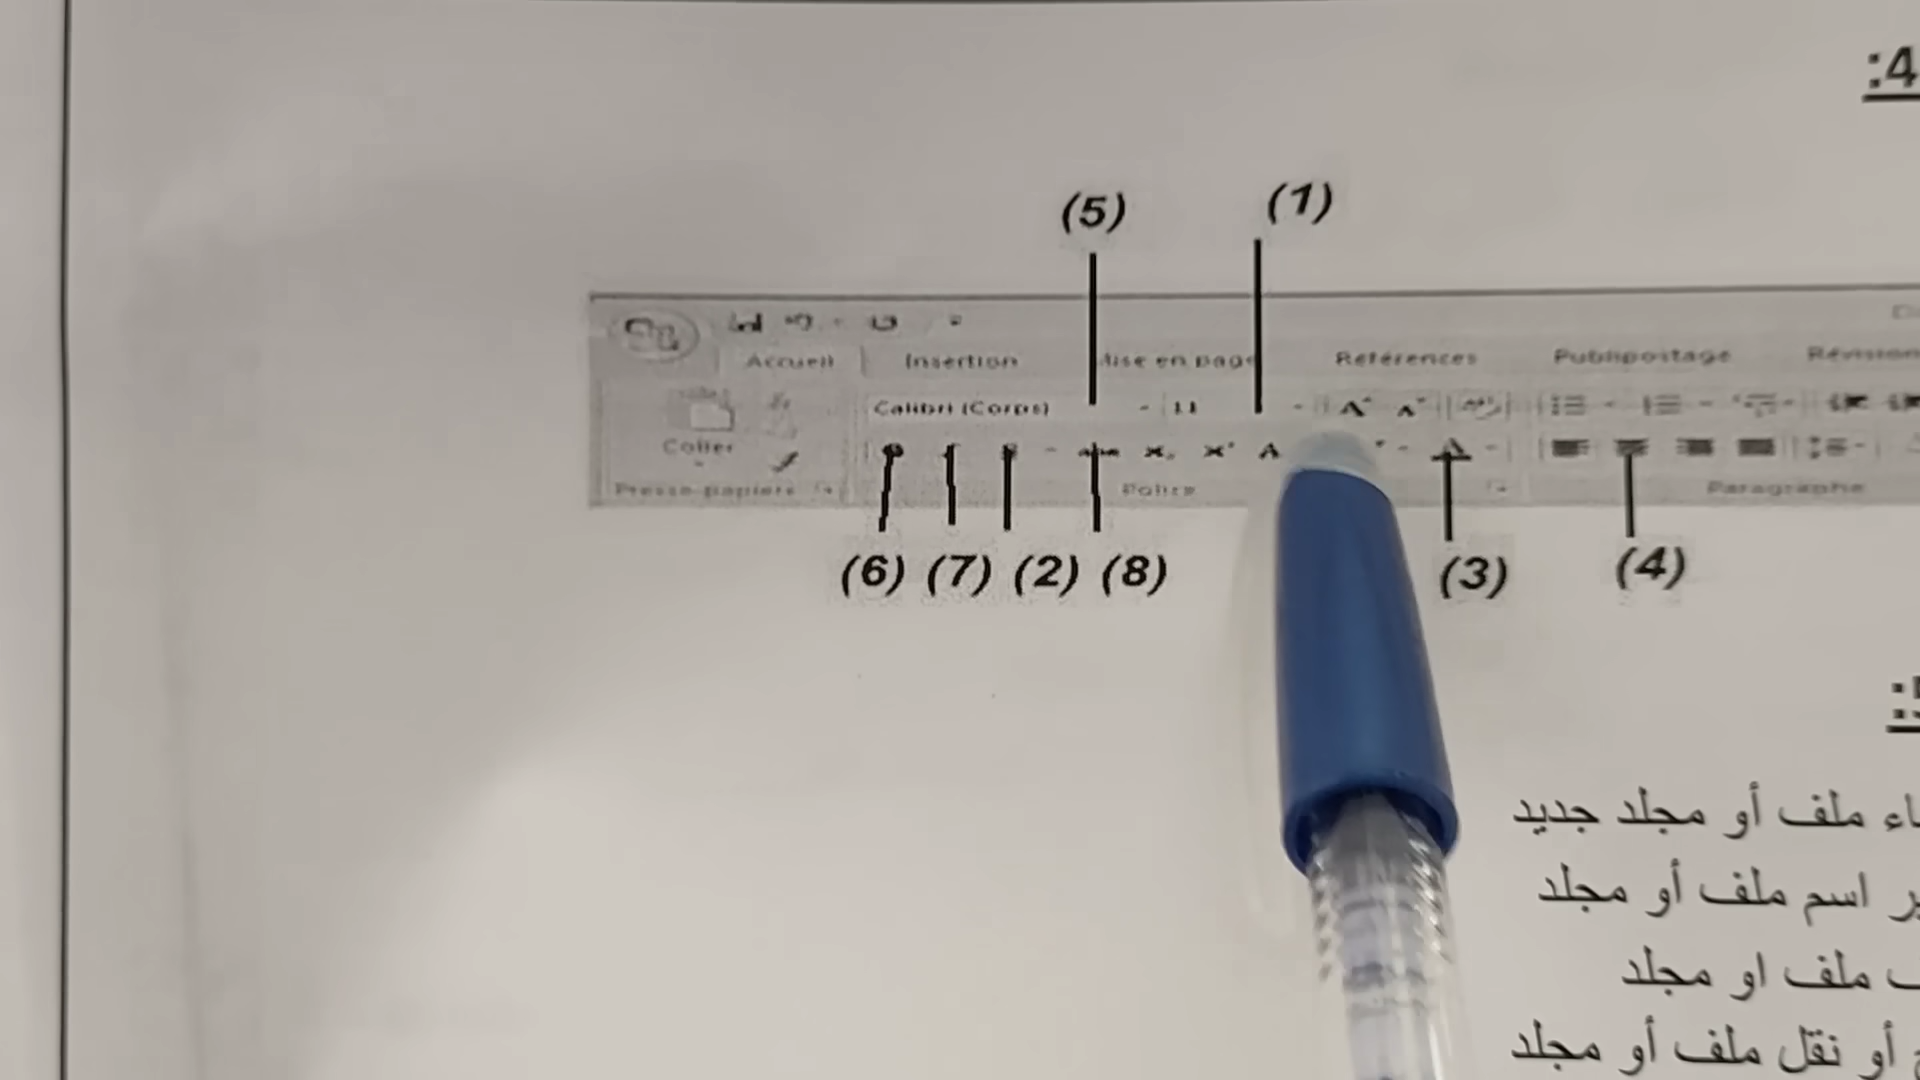 :4
(5) (1)
Accueil Insertion Mise en page Références Publipostage Révision
Calibri (Corps) 11
Coller
Presse-papiers Police Paragraphe
(6) (7) (2) (8) (3) (4)
ملف أو مجلد جديد
اسم ملف أو مجلد
ملف او مجلد
أو نقل ملف أو مجلد